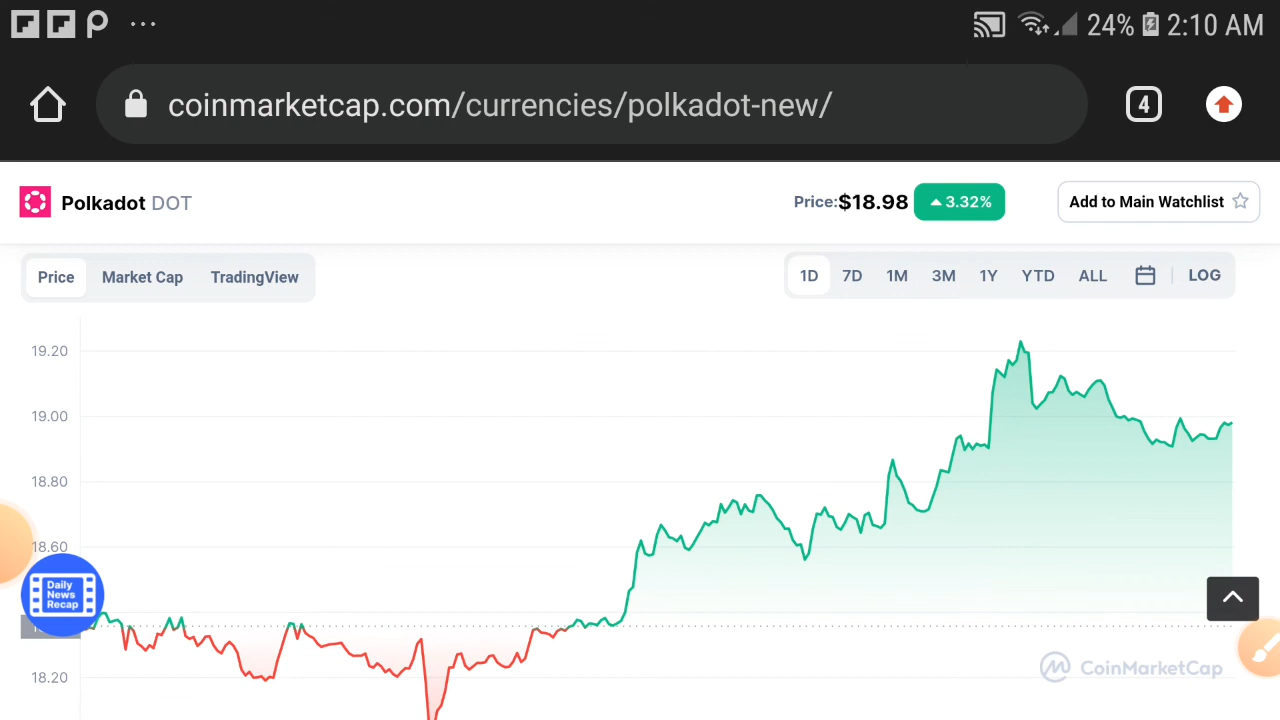 24% 2:10 AM
coinmarketcap.com/currencies/polkadot-new/
4
Polkadot DOT
Price:$18.98 3.32%
Add to Main Watchlist
Price Market Cap TradingView
1D 7D 1M 3M 1Y YTD ALL LOG
19.20
19.00
18.80
18.60
Daily
News
Recap
18.20
CoinMarketCap